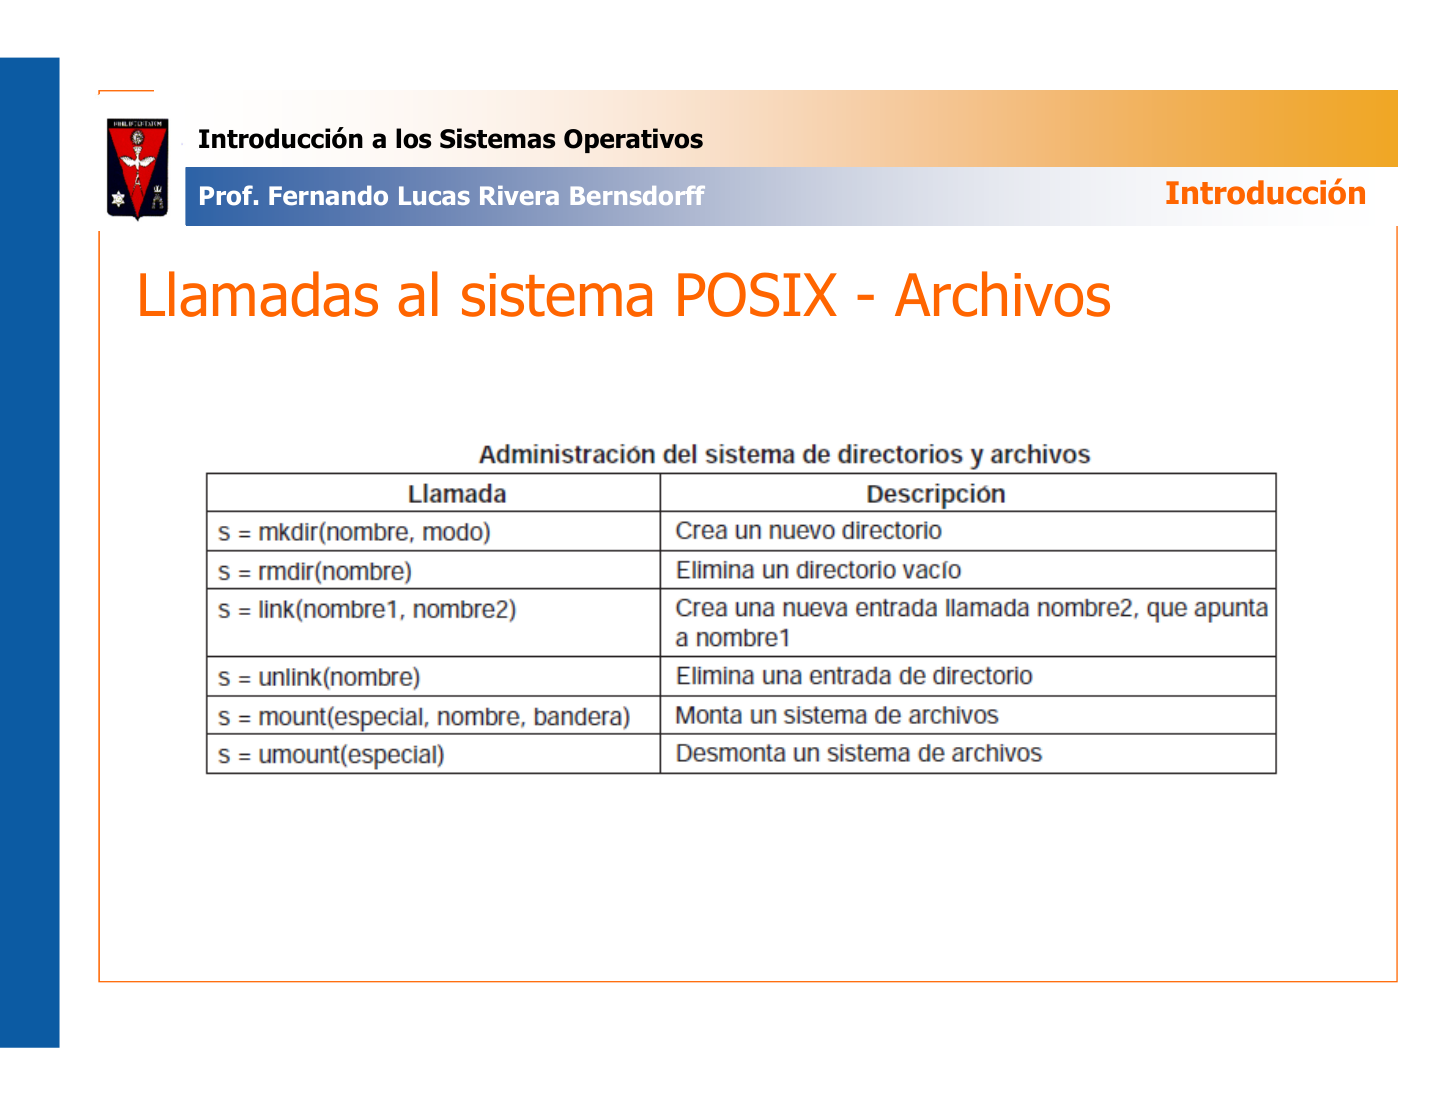 Introducción a los Sistemas Operativos
Prof. Fernando Lucas Rivera Bernsdorff
Introducción
Llamadas al sistema POSIX - Archivos
Administración del sistema de directorios y archivos
Llamada Descripción
s = mkdir(nombre, modo) Crea un nuevo directorio
s = rmdir(nombre) Elimina un directorio vacío
s = link(nombre1, nombre2) Crea una nueva entrada llamada nombre2, que apunta
a nombre1
s = unlink(nombre) Elimina una entrada de directorio
s = mount(especial, nombre, bandera) Monta un sistema de archivos
s = umount(especial) Desmonta un sistema de archivos